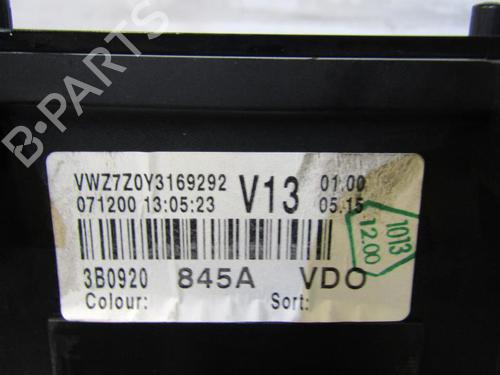 B-PARTS
VWZ7Z0Y3169292 V13 01.00
071200 13:05:23 05.15
1013
12.00
3B0920 845A VDO
Colour: Sort: